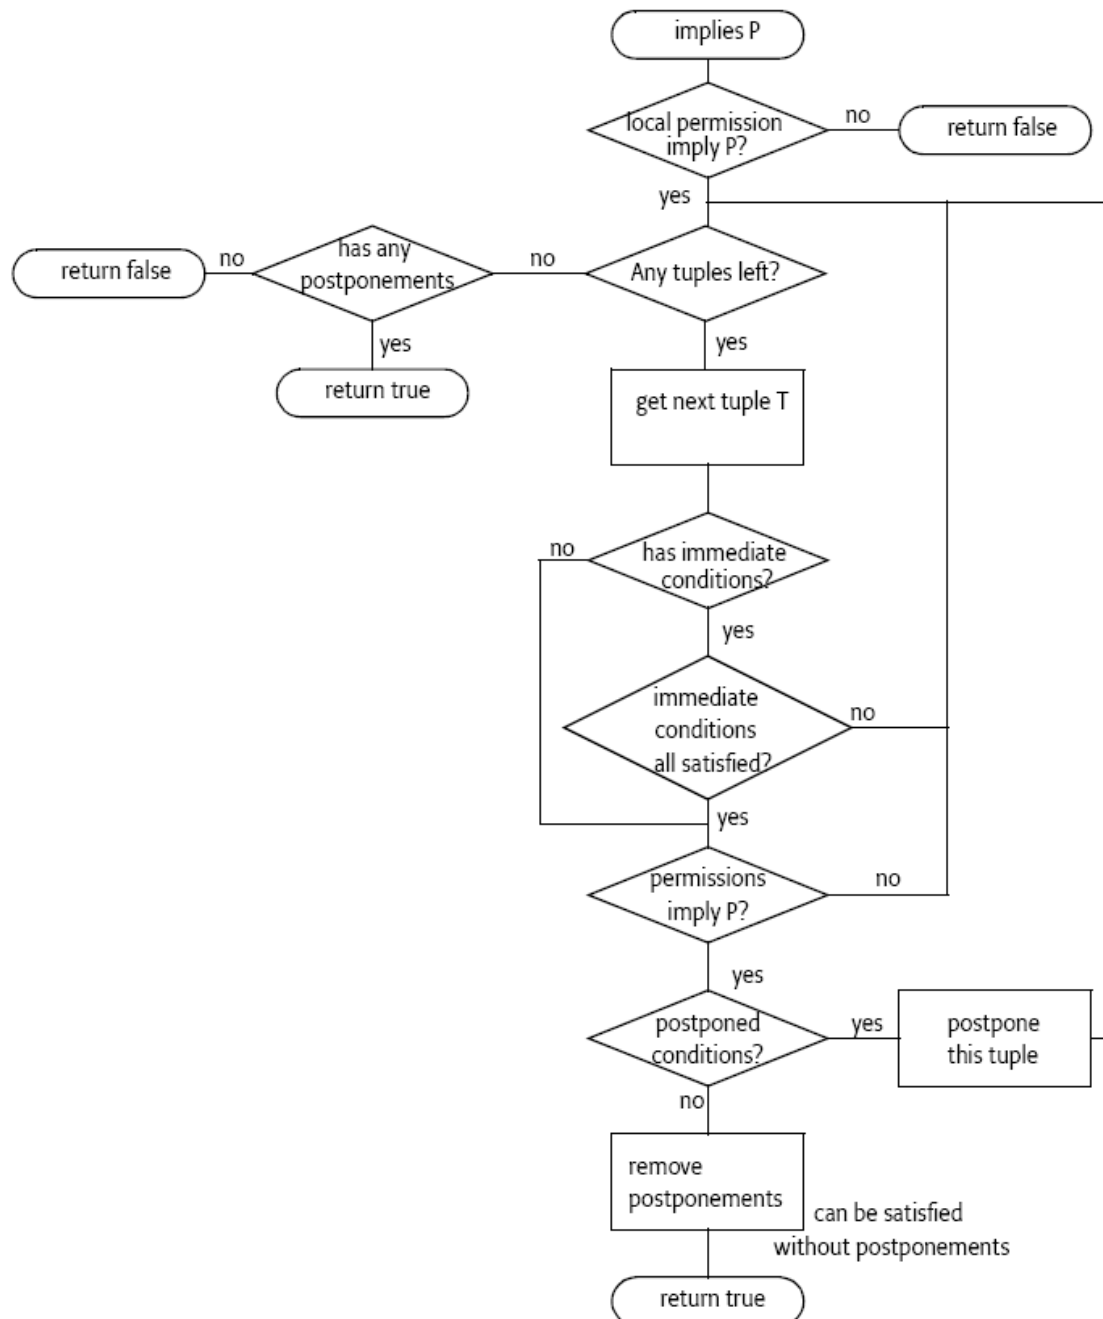 implies P
local permission
imply P?
no
return false
yes
return false
no
has any
postponements
no
Any tuples left?
yes
return true
yes
get next tuple T
no
has immediate
conditions?
yes
immediate
conditions
all satisfied?
no
yes
permissions
imply P?
no
yes
postponed
conditions?
yes
postpone
this tuple
no
remove
postponements
can be satisfied
without postponements
return true